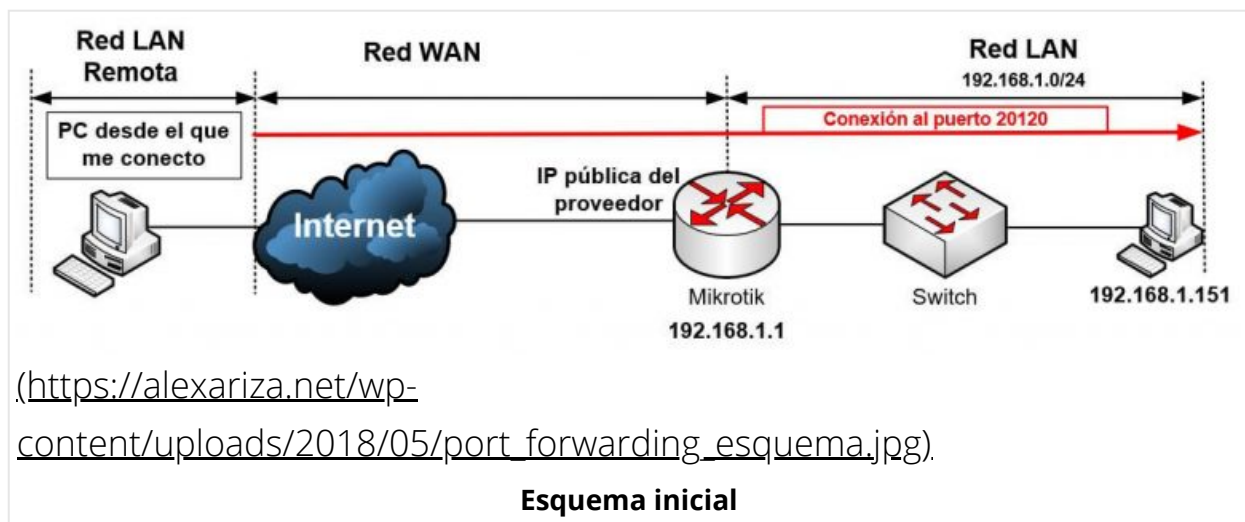 Red LAN
Remota
Red WAN
Red LAN
192.168.1.0/24
PC desde el que
me conecto
Conexión al puerto 20120
IP pública del
proveedor
Internet
Mikrotik
192.168.1.1
Switch
192.168.1.151
(https://alexariza.net/wp-
content/uploads/2018/05/port_forwarding_esquema.jpg)
Esquema inicial